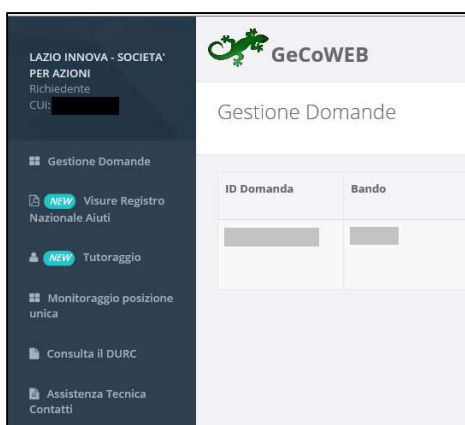 LAZIO INNOVA - SOCIETA'
PER AZIONI
Richiedente
CUI:
GeCoWEB
Gestione Domande
Gestione Domande
NEW Visure Registro
Nazionale Aiuti
NEW Tutoraggio
Monitoraggio posizione
unica
Consulta il DURC
Assistenza Tecnica
Contatti
ID Domanda Bando